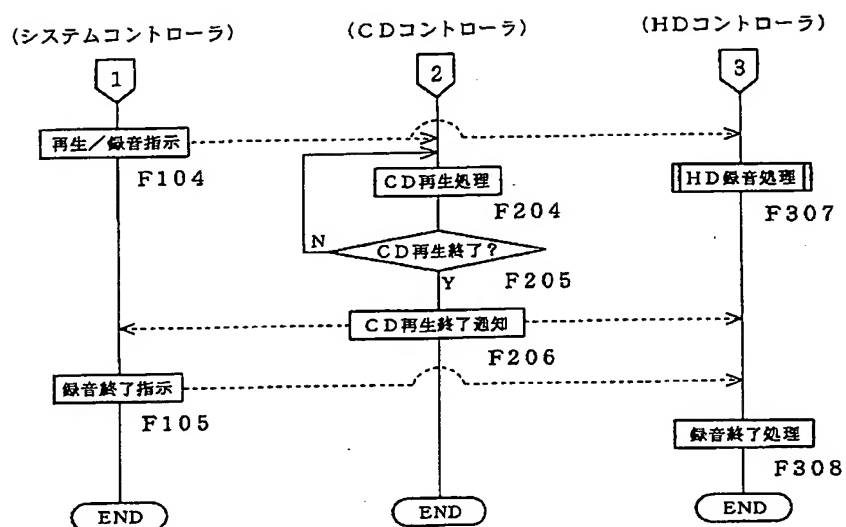 (システムコントローラ) (CDコントローラ) (HDコントローラ)
1 2 3
再生／録音指示
F104
CD再生処理
F204
HD録音処理
F307
N CD再生終了?
F205
Y
CD再生終了通知
F206
録音終了指示
F105
録音終了処理
F308
END END END